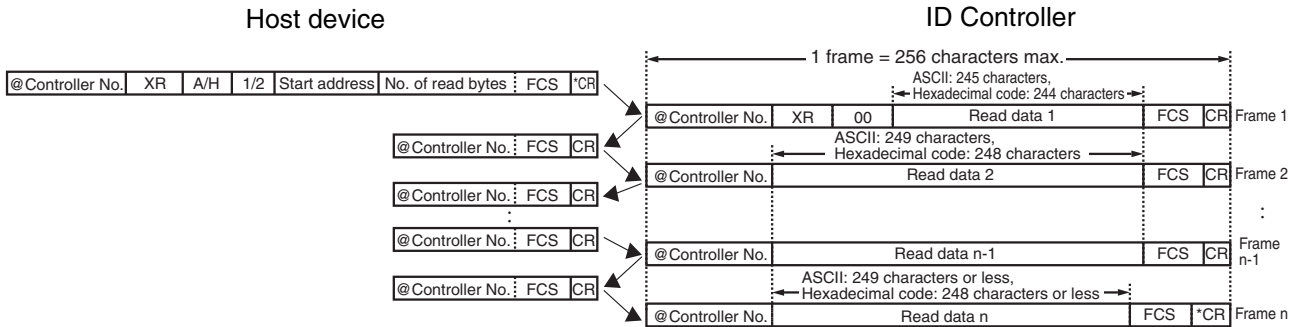 Host device
ID Controller
1 frame = 256 characters max.
ASCII: 245 characters,
Hexadecimal code: 244 characters
@Controller No. XR A/H 1/2 Start address No. of read bytes FCS *CR
@Controller No. XR 00 Read data 1 FCS CR Frame 1
ASCII: 249 characters,
Hexadecimal code: 248 characters
@Controller No. FCS CR
@Controller No. Read data 2 FCS CR Frame 2
@Controller No. FCS CR
:
:
@Controller No. FCS CR
@Controller No. Read data n-1 FCS CR Frame
n-1
ASCII: 249 characters or less,
Hexadecimal code: 248 characters or less
@Controller No. FCS CR
@Controller No. Read data n FCS *CR Frame n